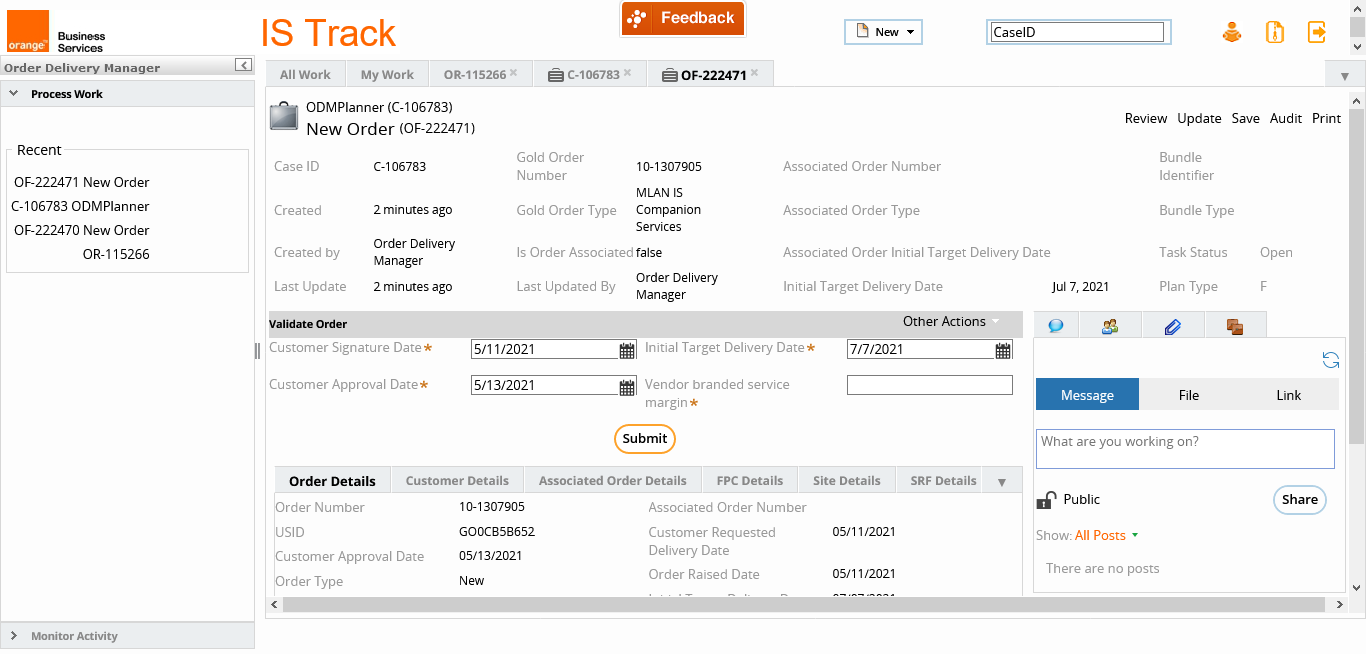 orange™
Business
Services
IS Track
Feedback
New
CaseID
Order Delivery Manager
Process Work
Recent
OF-222471 New Order
C-106783 ODMPlanner
OF-222470 New Order
OR-115266
Monitor Activity
All Work
My Work
OR-115266
C-106783
OF-222471
ODMPlanner (C-106783)
New Order (OF-222471)
Review Update Save Audit Print
Case ID C-106783 Gold Order Number 10-1307905 Associated Order Number Bundle Identifier
Created 2 minutes ago Gold Order Type MLAN IS Companion Services Associated Order Type Bundle Type
Created by Order Delivery Manager Is Order Associated false Associated Order Initial Target Delivery Date Task Status Open
Last Update 2 minutes ago Last Updated By Order Delivery Manager Initial Target Delivery Date Jul 7, 2021 Plan Type F
Validate Order
Other Actions
Customer Signature Date* 5/11/2021 Initial Target Delivery Date* 7/7/2021
Customer Approval Date* 5/13/2021 Vendor branded service
margin*
Submit
Order Details Customer Details Associated Order Details FPC Details Site Details SRF Details
Order Number 10-1307905 Associated Order Number
USID GO0CB5B652 Customer Requested Delivery Date 05/11/2021
Customer Approval Date 05/13/2021
Order Raised Date 05/11/2021
Order Type New
Message File Link
What are you working on?
Public
Share
Show: All Posts
There are no posts